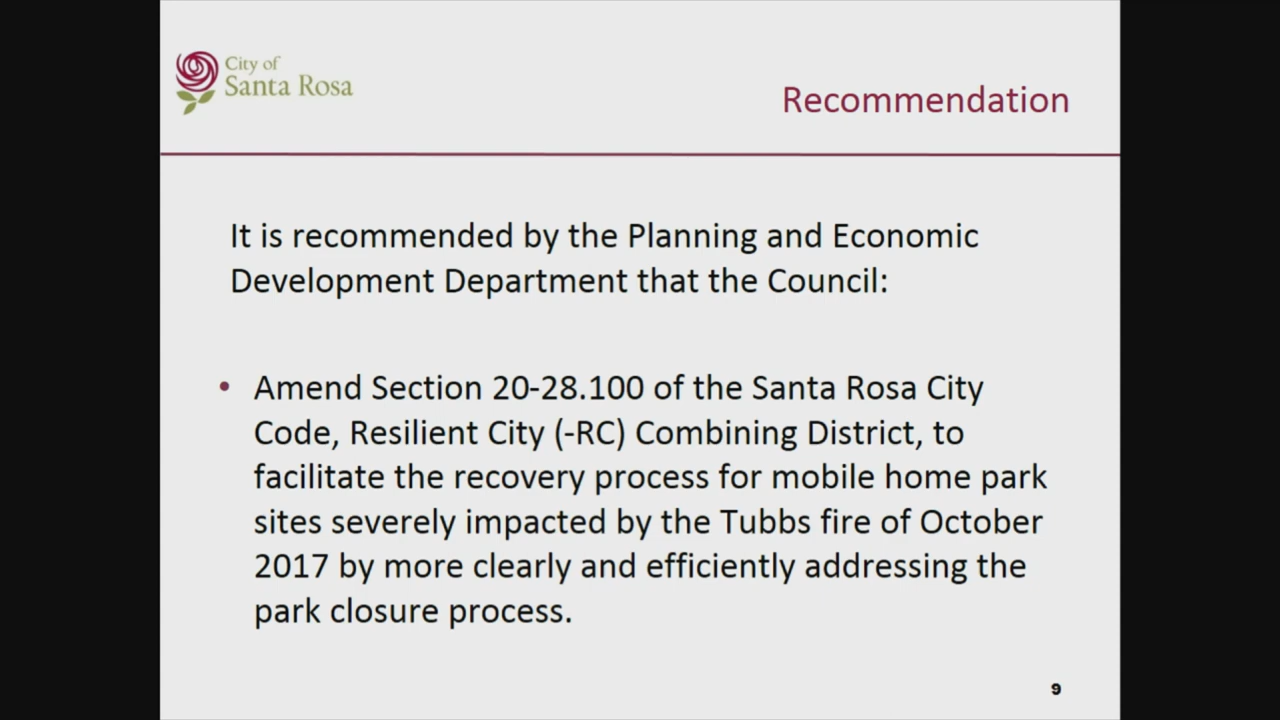 City of
Santa Rosa
Recommendation
It is recommended by the Planning and Economic
Development Department that the Council:
• Amend Section 20-28.100 of the Santa Rosa City
Code, Resilient City (-RC) Combining District, to
facilitate the recovery process for mobile home park
sites severely impacted by the Tubbs fire of October
2017 by more clearly and efficiently addressing the
park closure process.
9